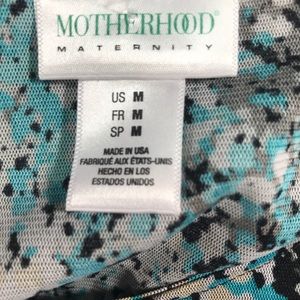 MOTHERHOOD®
MATERNITY
US M
FR M
SP M
MADE IN USA
FABRIQUÉ AUX ÉTATS-UNIS
HECHO EN LOS
ESTADOS UNIDOS